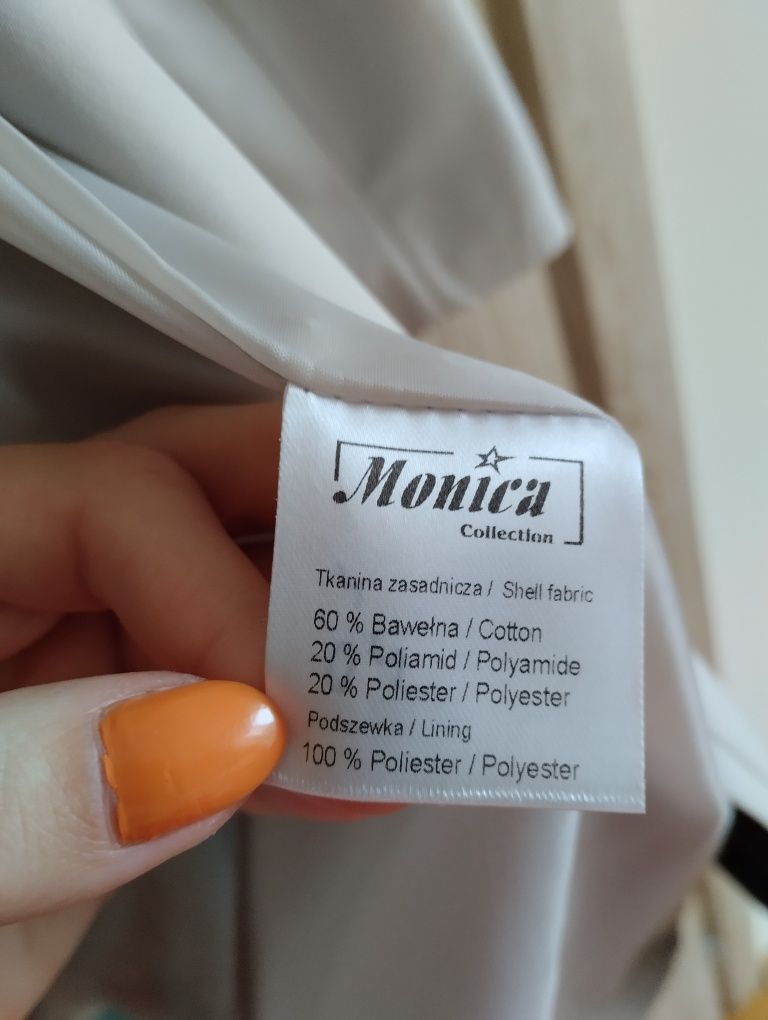 Monica
Collection
Tkanina zasadnicza / Shell fabric
60 % Bawełna / Cotton
20 % Poliamid / Polyamide
20 % Poliester / Polyester
Podszewka / Lining
100 % Poliester / Polyester